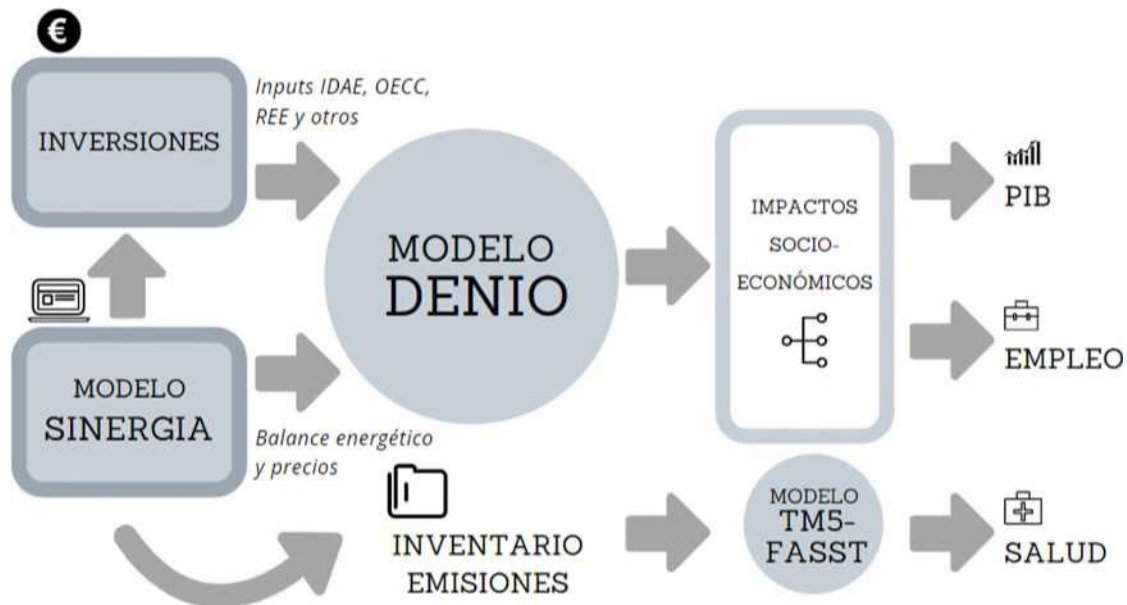 €
INVERSIONES
Inputs IDAE, OECC,
REE y otros
MODELO
SINERGIA
Balance energético
y precios
MODELO
DENIO
IMPACTOS
SOCIO-
ECONÓMICOS
PIB
EMPLEO
INVENTARIO
EMISIONES
MODELO
TM5-
FASST
SALUD